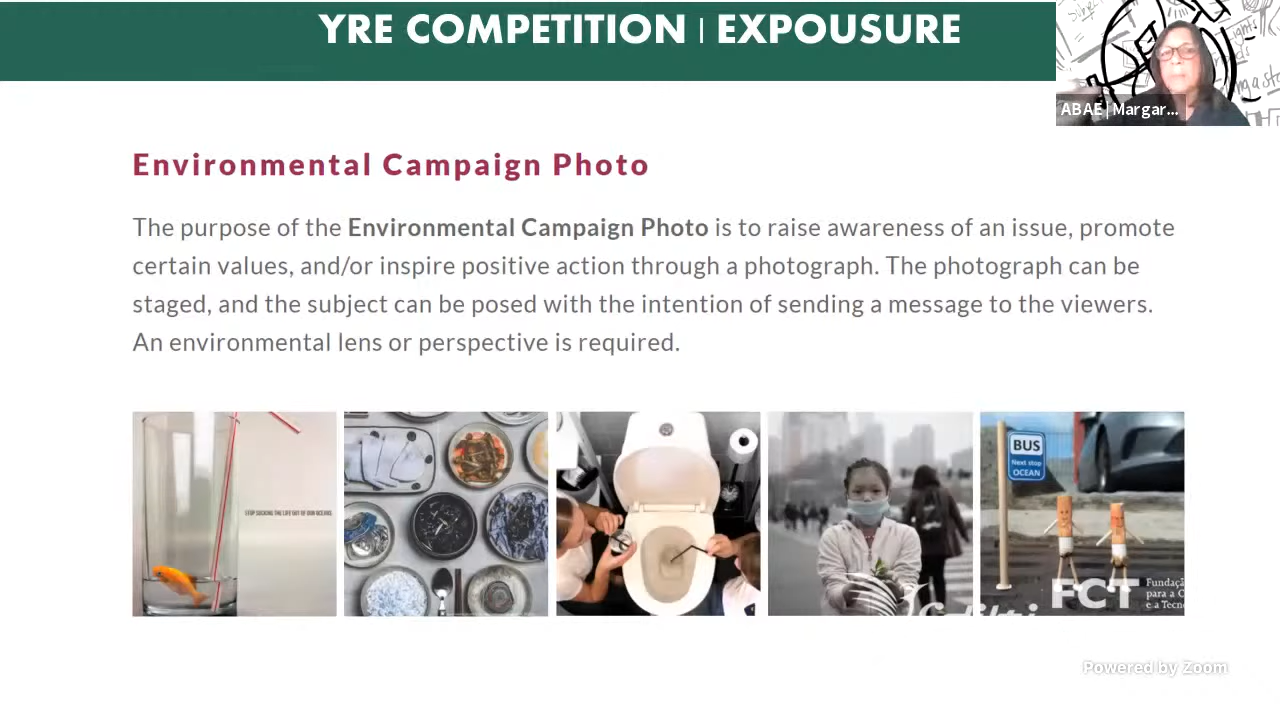 YRE COMPETITION | EXPOUSURE
ABAE | Margar...
Environmental Campaign Photo
The purpose of the Environmental Campaign Photo is to raise awareness of an issue, promote
certain values, and/or inspire positive action through a photograph. The photograph can be
staged, and the subject can be posed with the intention of sending a message to the viewers.
An environmental lens or perspective is required.
STOP SUCKING THE LIFE OUT OF OUR OCEANS
BUS
Next stop
OCEAN
FCT
Fundaçã
para a C
e a Tecn
Powered by Zoom